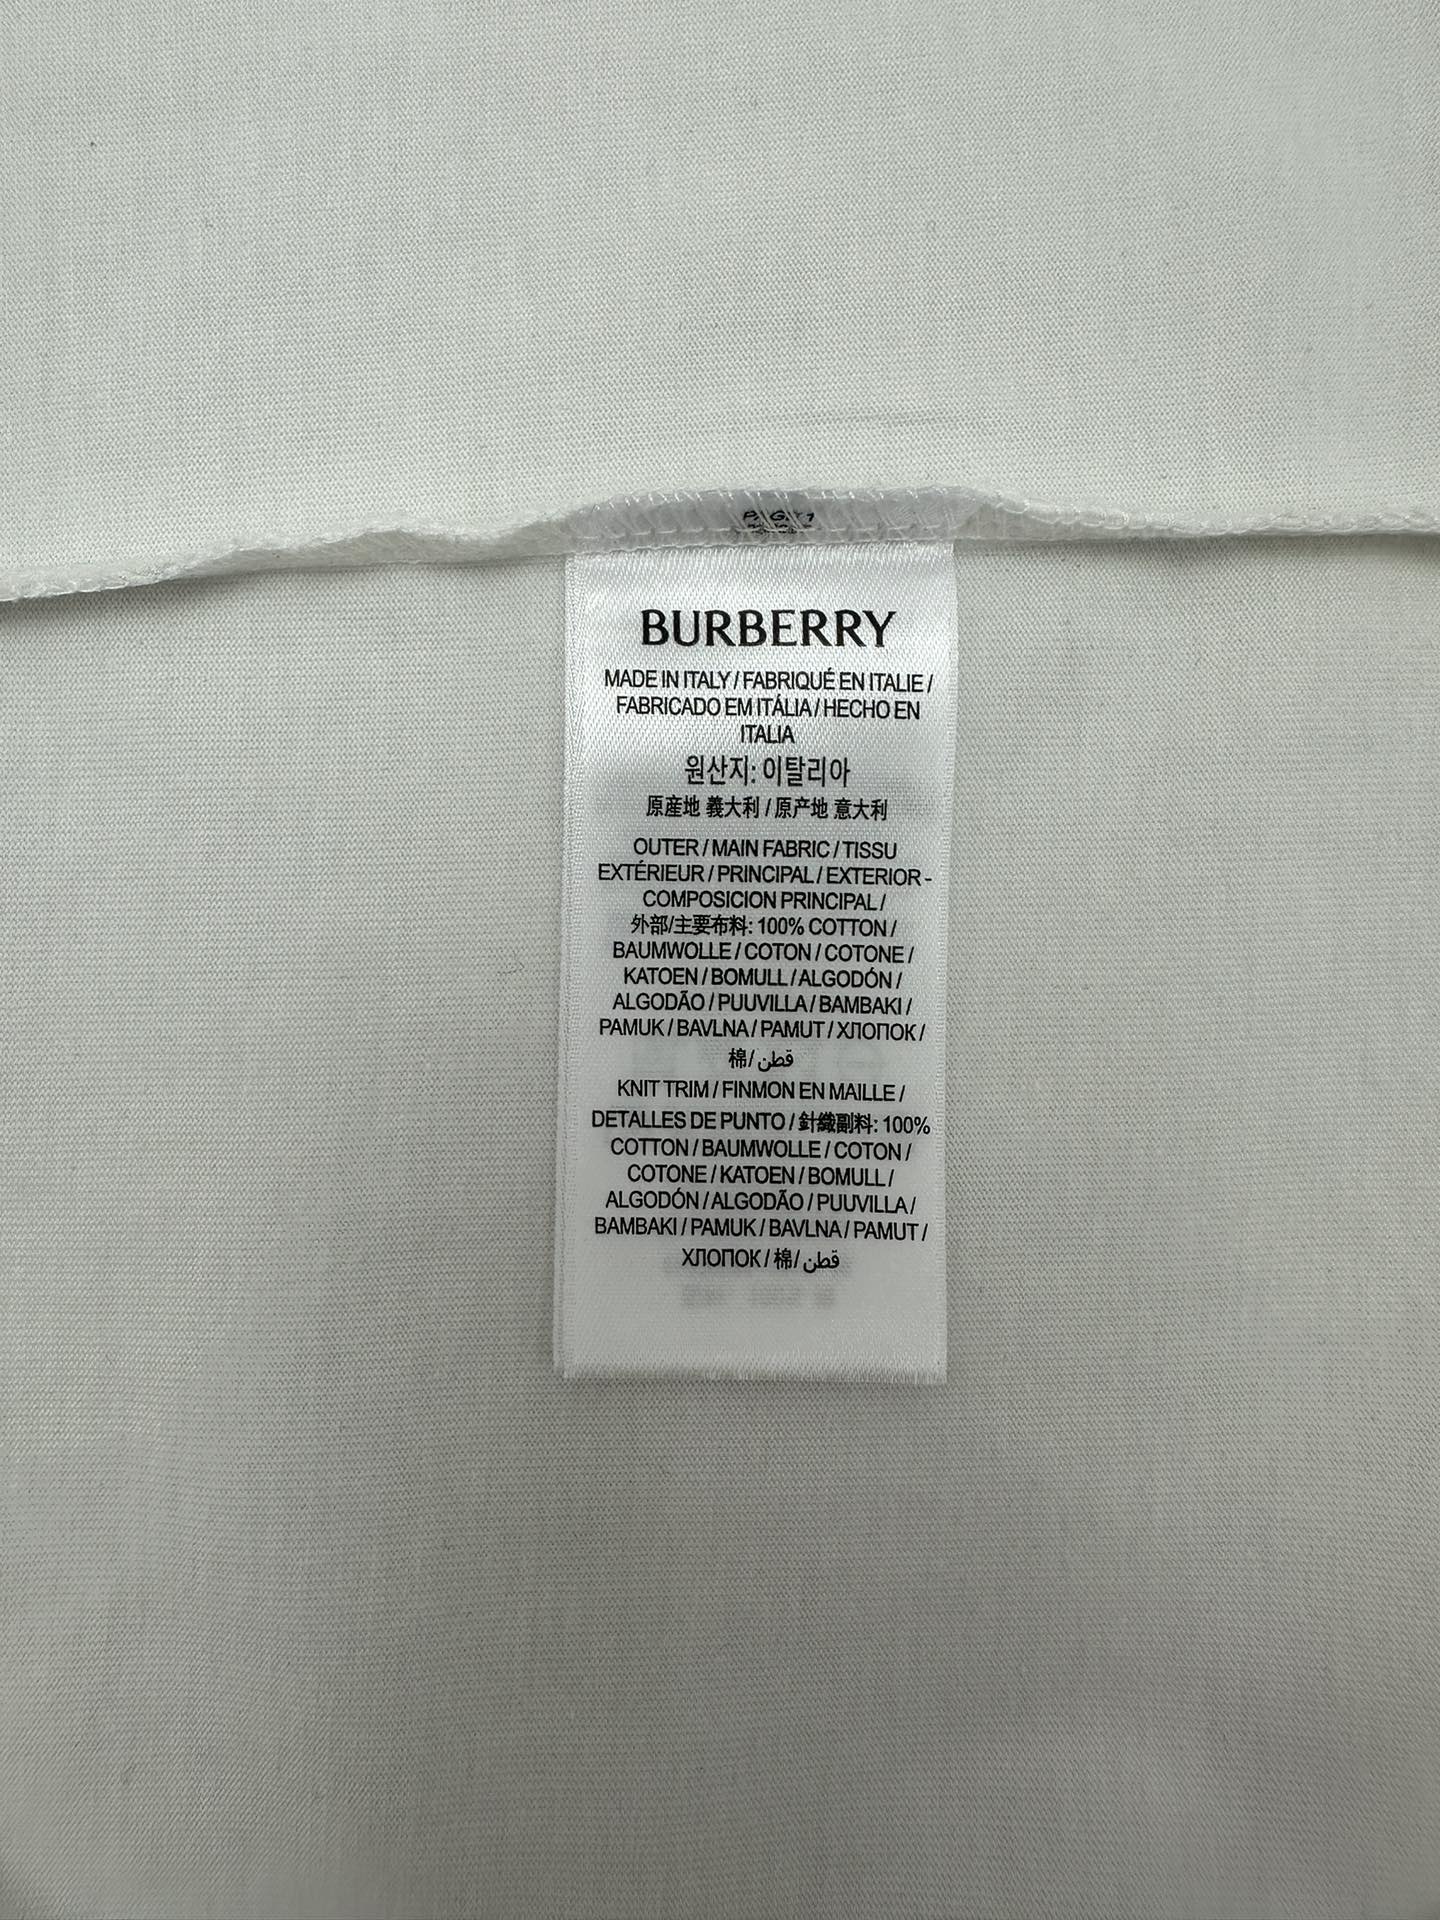 PAGE 1
BURBERRY
MADE IN ITALY / FABRIQUÉ EN ITALIE /
FABRICADO EM ITÁLIA / HECHO EN
ITALIA
원산지: 이탈리아
原産地 義大利 / 原产地 意大利
OUTER / MAIN FABRIC / TISSU
EXTÉRIEUR / PRINCIPAL / EXTERIOR -
COMPOSICION PRINCIPAL /
外部/主要布料: 100% COTTON /
BAUMWOLLE / COTON / COTONE /
KATOEN / BOMULL / ALGODÓN /
ALGODÃO / PUUVILLA / BAMBAKI /
PAMUK / BAVLNA / PAMUT / ХЛОПОК /
棉/ قطن
KNIT TRIM / FINMON EN MAILLE /
DETALLES DE PUNTO / 針織副料: 100%
COTTON / BAUMWOLLE / COTON /
COTONE / KATOEN / BOMULL /
ALGODÓN / ALGODÃO / PUUVILLA /
BAMBAKI / PAMUK / BAVLNA / PAMUT /
ХЛОПОК / 棉/ قطن